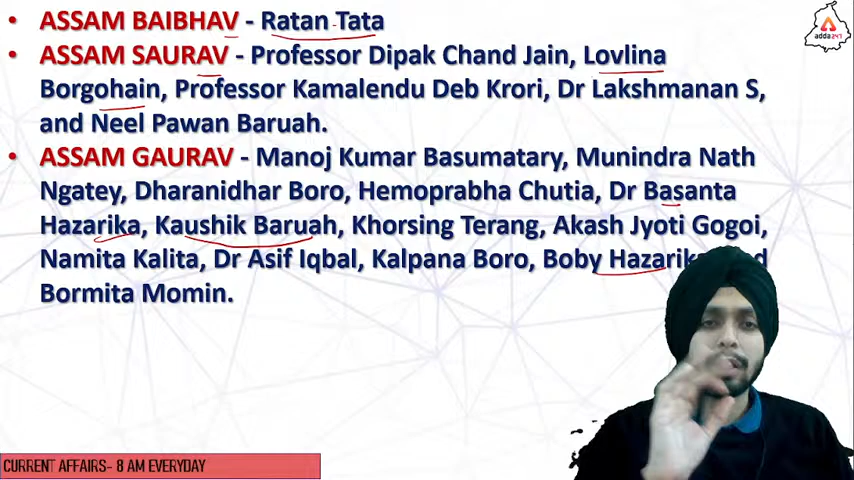 • ASSAM BAIBHAV - Ratan Tata
• ASSAM SAURAV - Professor Dipak Chand Jain, Lovlina
Borgohain, Professor Kamalendu Deb Krori, Dr Lakshmanan S,
and Neel Pawan Baruah.
• ASSAM GAURAV - Manoj Kumar Basumatary, Munindra Nath
Ngatey, Dharanidhar Boro, Hemoprabha Chutia, Dr Basanta
Hazarika, Kaushik Baruah, Khorsing Terang, Akash Jyoti Gogoi,
Namita Kalita, Dr Asif Iqbal, Kalpana Boro, Boby
Bormita Momin.
adda247
CURRENT AFFAIRS- 8 AM EVERYDAY